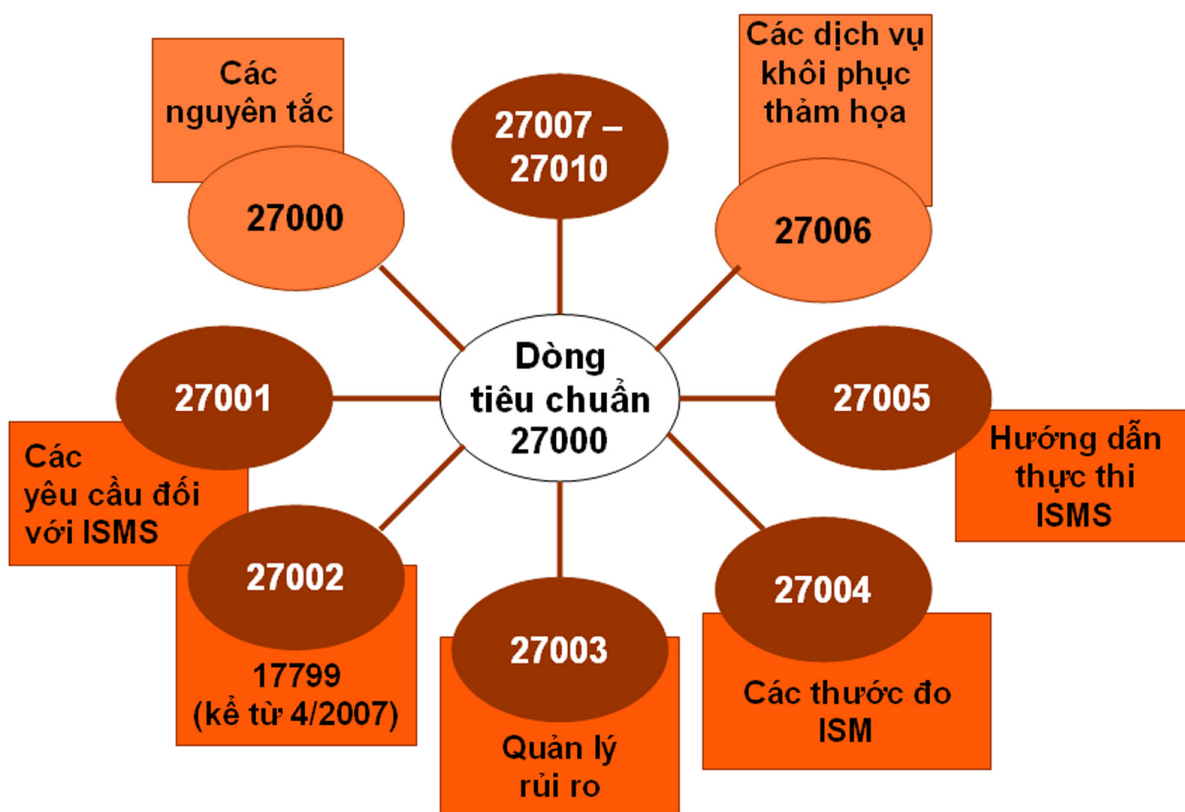 Các
nguyên tắc
27000
27007 –
27010
Các dịch vụ
khôi phục
thảm họa
27006
Dòng
tiêu chuẩn
27000
27001
Các
yêu cầu đối
với ISMS
27005
Hướng dẫn
thực thi
ISMS
27002
17799
(kể từ 4/2007)
27003
Quản lý
rủi ro
27004
Các thước đo
ISM